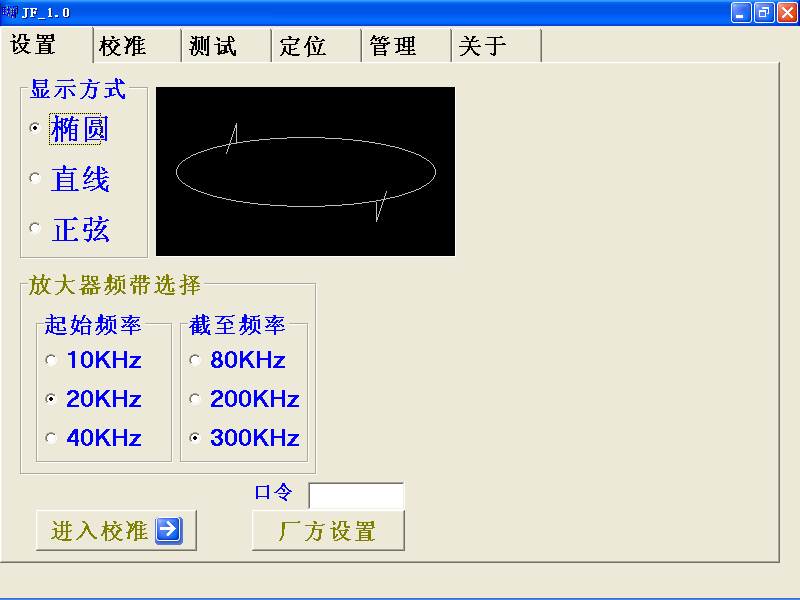 JF_1.0
设置 校准 测试 定位 管理 关于
显示方式
椭圆
直线
正弦
放大器频带选择
起始频率 截至频率
10KHz 80KHz
20KHz 200KHz
40KHz 300KHz
口令
进入校准 厂方设置